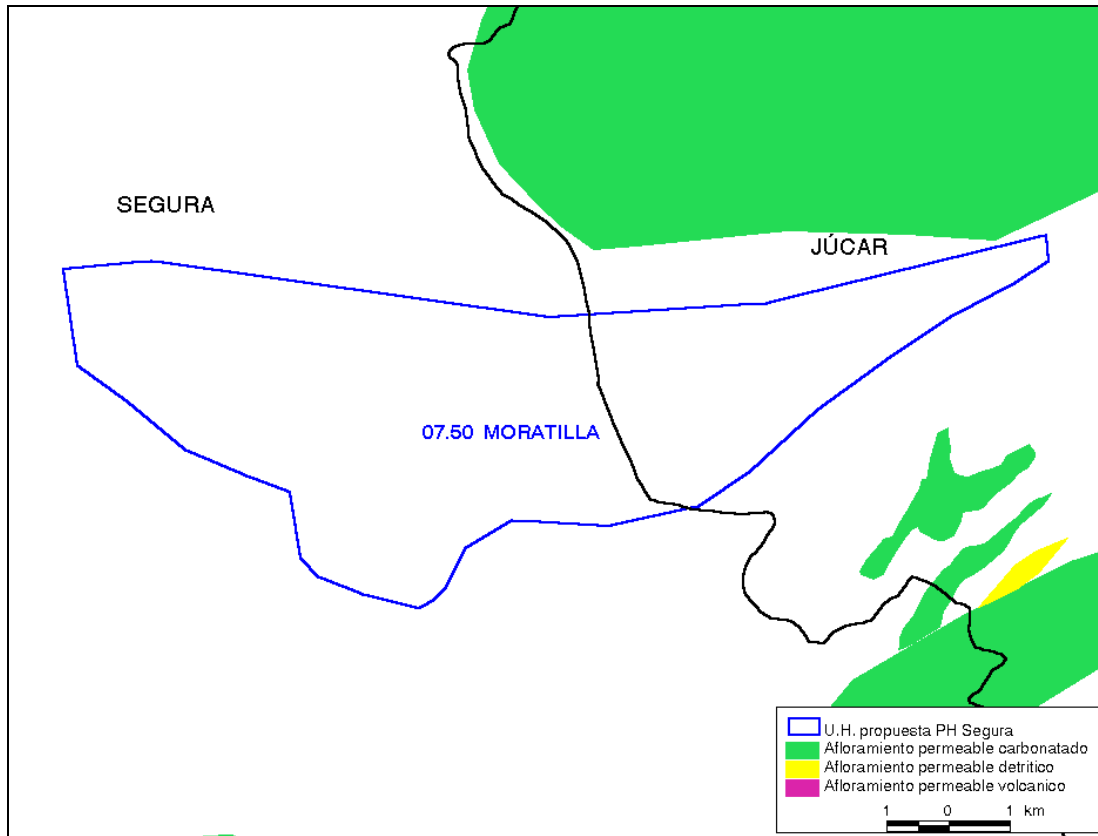 SEGURA
JÚCAR
07.50 MORATILLA
U.H. propuesta PH Segura
Afloramiento permeable carbonatado
Afloramiento permeable detrítico
Afloramiento permeable volcanico
1 0 1 km